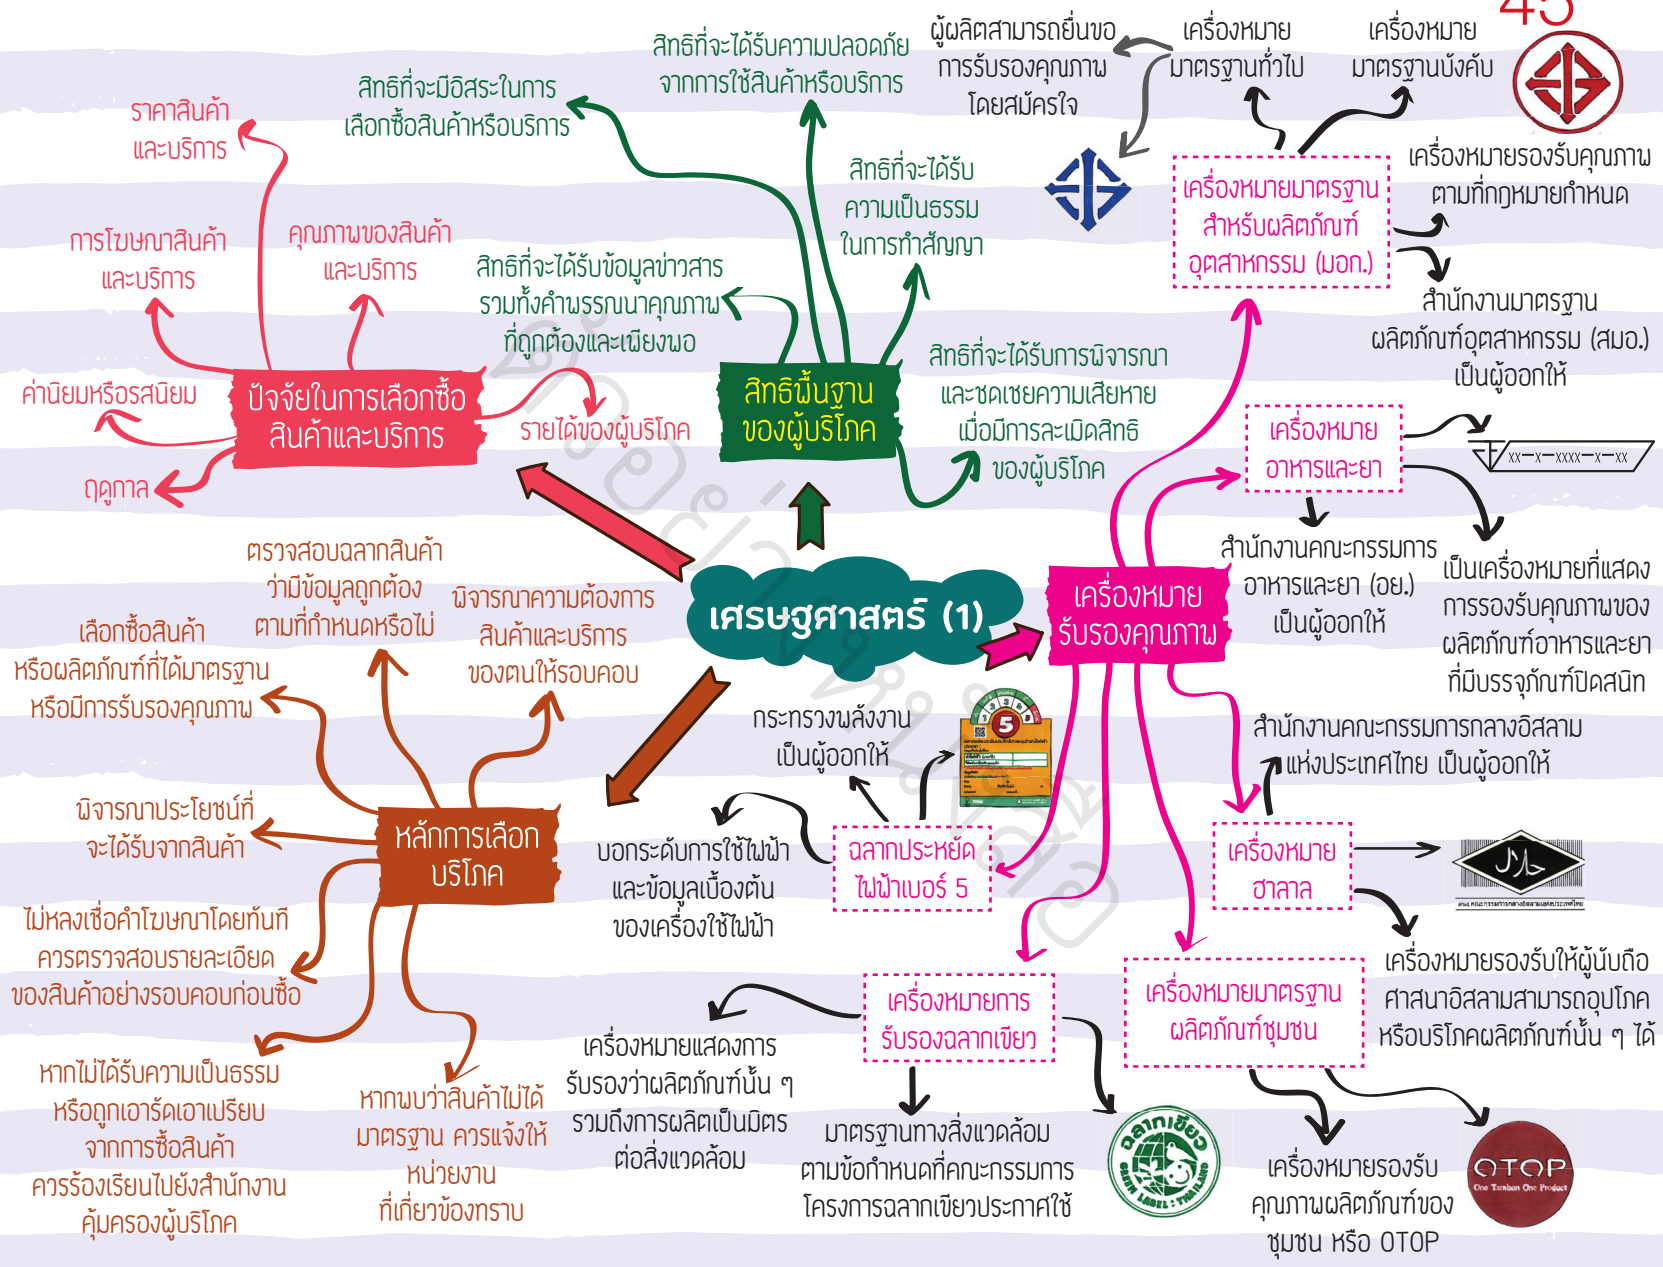 45
เศรษฐศาสตร์ (1)
ปัจจัยในการเลือกซื้อ
สินค้าและบริการ
ราคาสินค้า
และบริการ
การโฆษณาสินค้า
และบริการ
คุณภาพของสินค้า
และบริการ
ค่านิยมหรือรสนิยม
ฤดูกาล
รายได้ของผู้บริโภค
สิทธิพื้นฐาน
ของผู้บริโภค
สิทธิที่จะมีอิสระในการ
เลือกซื้อสินค้าหรือบริการ
สิทธิที่จะได้รับความปลอดภัย
จากการใช้สินค้าหรือบริการ
สิทธิที่จะได้รับ
ความเป็นธรรม
ในการทำสัญญา
สิทธิที่จะได้รับข้อมูลข่าวสาร
รวมทั้งคำพรรณนาคุณภาพ
ที่ถูกต้องและเพียงพอ
สิทธิที่จะได้รับการพิจารณา
และชดเชยความเสียหาย
เมื่อมีการละเมิดสิทธิ
ของผู้บริโภค
เครื่องหมาย
รับรองคุณภาพ
เครื่องหมายมาตรฐาน
สำหรับผลิตภัณฑ์
อุตสาหกรรม (มอก.)
ผู้ผลิตสามารถยื่นขอ
การรับรองคุณภาพ
โดยสมัครใจ
เครื่องหมาย
มาตรฐานทั่วไป
เครื่องหมาย
มาตรฐานบังคับ
เครื่องหมายรองรับคุณภาพ
ตามที่กฎหมายกำหนด
สำนักงานมาตรฐาน
ผลิตภัณฑ์อุตสาหกรรม (สมอ.)
เป็นผู้ออกให้
เครื่องหมาย
อาหารและยา
XX-X-XXXX-X-XX
สำนักงานคณะกรรมการ
อาหารและยา (อย.)
เป็นผู้ออกให้
เป็นเครื่องหมายที่แสดง
การรองรับคุณภาพของ
ผลิตภัณฑ์อาหารและยา
ที่มีบรรจุภัณฑ์ปิดสนิท
หลักการเลือก
บริโภค
ตรวจสอบฉลากสินค้า
ว่ามีข้อมูลถูกต้อง
ตามที่กำหนดหรือไม่
พิจารณาความต้องการ
สินค้าและบริการ
ของตนให้รอบคอบ
เลือกซื้อสินค้า
หรือผลิตภัณฑ์ที่ได้มาตรฐาน
หรือมีการรับรองคุณภาพ
พิจารณาประโยชน์ที่
จะได้รับจากสินค้า
ไม่หลงเชื่อคำโฆษณาโดยทันที
ควรตรวจสอบรายละเอียด
ของสินค้าอย่างรอบคอบก่อนซื้อ
หากไม่ได้รับความเป็นธรรม
หรือถูกเอารัดเอาเปรียบ
จากการซื้อสินค้า
ควรร้องเรียนไปยังสำนักงาน
คุ้มครองผู้บริโภค
หากพบว่าสินค้าไม่ได้
มาตรฐาน ควรแจ้งให้
หน่วยงาน
ที่เกี่ยวข้องทราบ
ฉลากประหยัด
ไฟฟ้าเบอร์ 5
กระทรวงพลังงาน
เป็นผู้ออกให้
1 2 3 4 5
5
บอกระดับการใช้ไฟฟ้า
และข้อมูลเบื้องต้น
ของเครื่องใช้ไฟฟ้า
เครื่องหมาย
ฮาลาล
สำนักงานคณะกรรมการกลางอิสลาม
แห่งประเทศไทย เป็นผู้ออกให้
حلال
เครื่องหมายรองรับให้ผู้นับถือ
ศาสนาอิสลามสามารถอุปโภค
หรือบริโภคผลิตภัณฑ์นั้น ๆ ได้
เครื่องหมายการ
รับรองฉลากเขียว
เครื่องหมายแสดงการ
รับรองว่าผลิตภัณฑ์นั้น ๆ
รวมถึงการผลิตเป็นมิตร
ต่อสิ่งแวดล้อม
มาตรฐานทางสิ่งแวดล้อม
ตามข้อกำหนดที่คณะกรรมการ
โครงการฉลากเขียวประกาศใช้
ฉลากเขียว
GREEN LABEL : THAILAND
เครื่องหมายมาตรฐาน
ผลิตภัณฑ์ชุมชน
เครื่องหมายรองรับ
คุณภาพผลิตภัณฑ์ของ
ชุมชน หรือ OTOP
OTOP
One Tambon One Product
ตัวอย่างหนังสือ